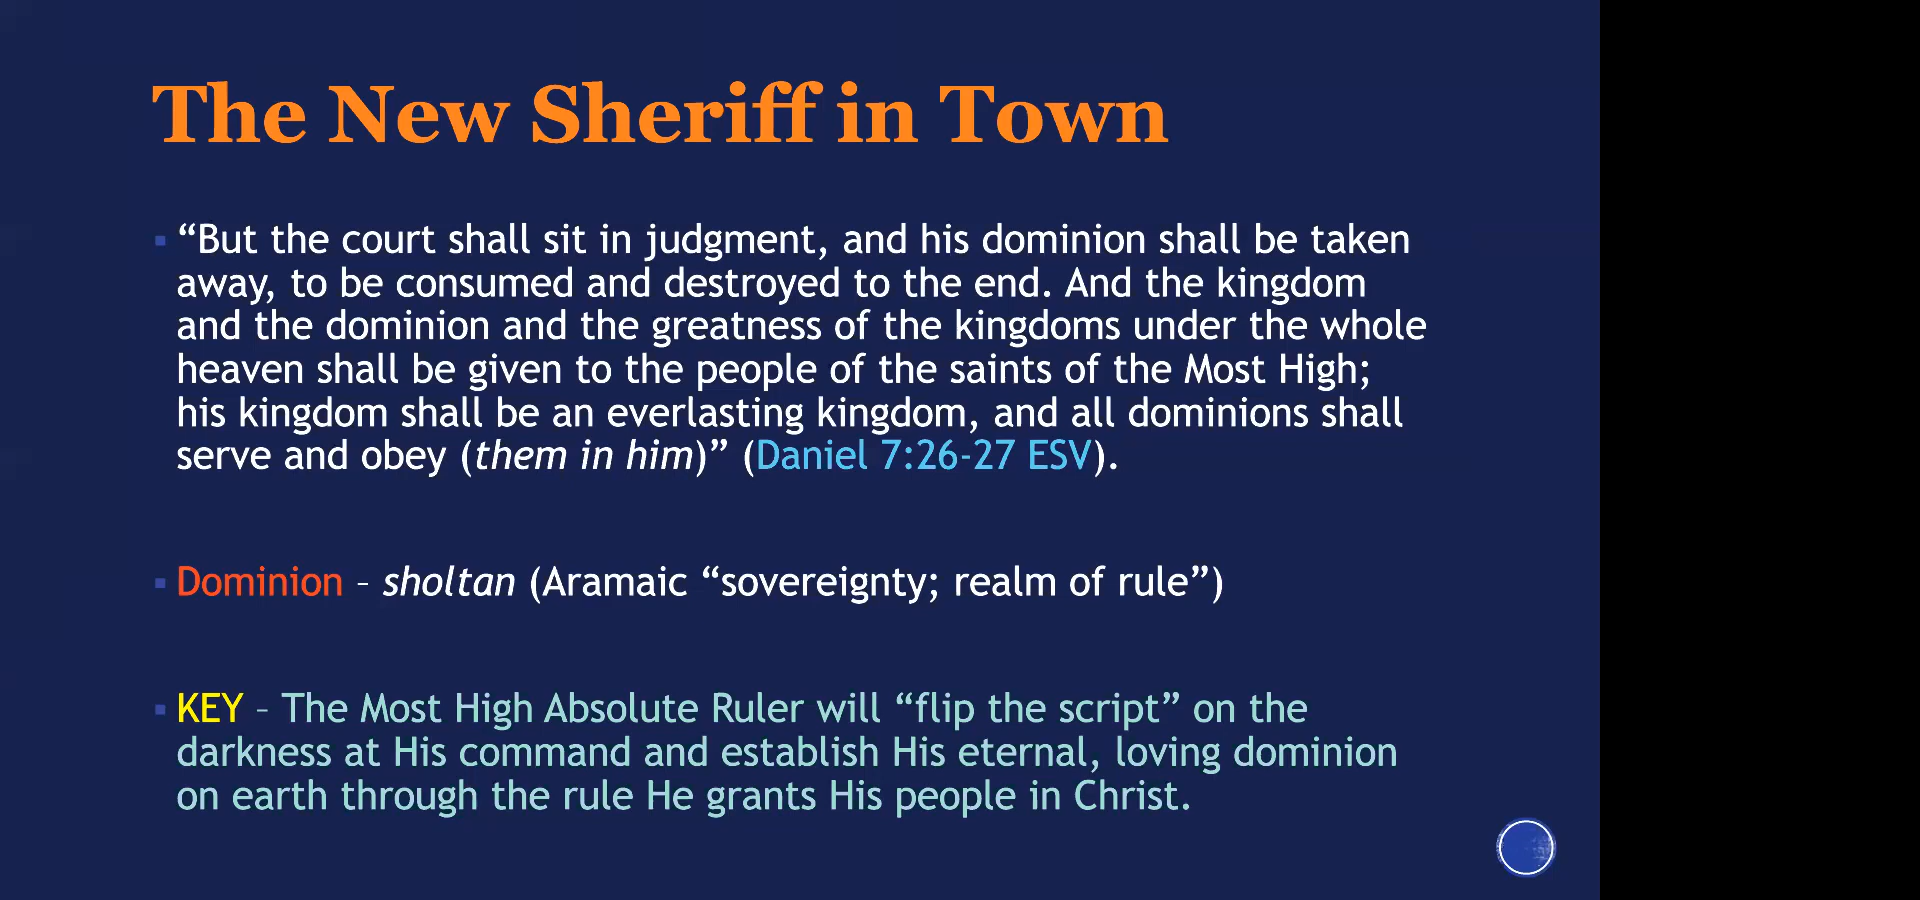 The New Sheriff in Town
▪ “But the court shall sit in judgment, and his dominion shall be taken
away, to be consumed and destroyed to the end. And the kingdom
and the dominion and the greatness of the kingdoms under the whole
heaven shall be given to the people of the saints of the Most High;
his kingdom shall be an everlasting kingdom, and all dominions shall
serve and obey (them in him)” (Daniel 7:26-27 ESV).
▪ Dominion – sholtan (Aramaic “sovereignty; realm of rule”)
▪ KEY – The Most High Absolute Ruler will “flip the script” on the
darkness at His command and establish His eternal, loving dominion
on earth through the rule He grants His people in Christ.